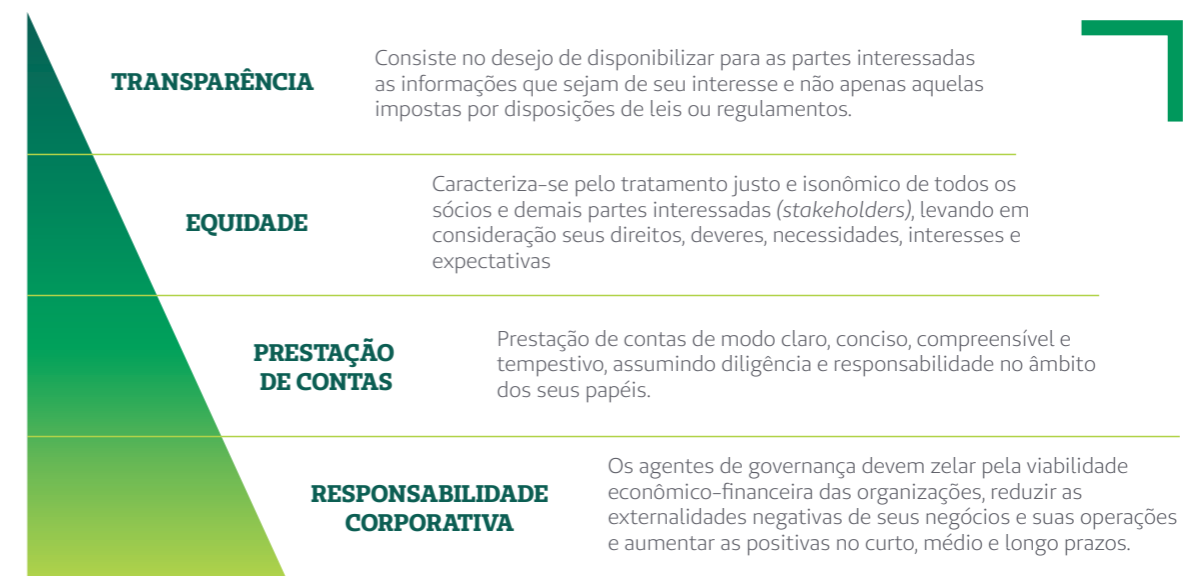 TRANSPARÊNCIA
Consiste no desejo de disponibilizar para as partes interessadas
as informações que sejam de seu interesse e não apenas aquelas
impostas por disposições de leis ou regulamentos.
EQUIDADE
Caracteriza-se pelo tratamento justo e isonômico de todos os
sócios e demais partes interessadas (stakeholders), levando em
consideração seus direitos, deveres, necessidades, interesses e
expectativas
PRESTAÇÃO
DE CONTAS
Prestação de contas de modo claro, conciso, compreensível e
tempestivo, assumindo diligência e responsabilidade no âmbito
dos seus papéis.
RESPONSABILIDADE
CORPORATIVA
Os agentes de governança devem zelar pela viabilidade
econômico-financeira das organizações, reduzir as
externalidades negativas de seus negócios e suas operações
e aumentar as positivas no curto, médio e longo prazos.